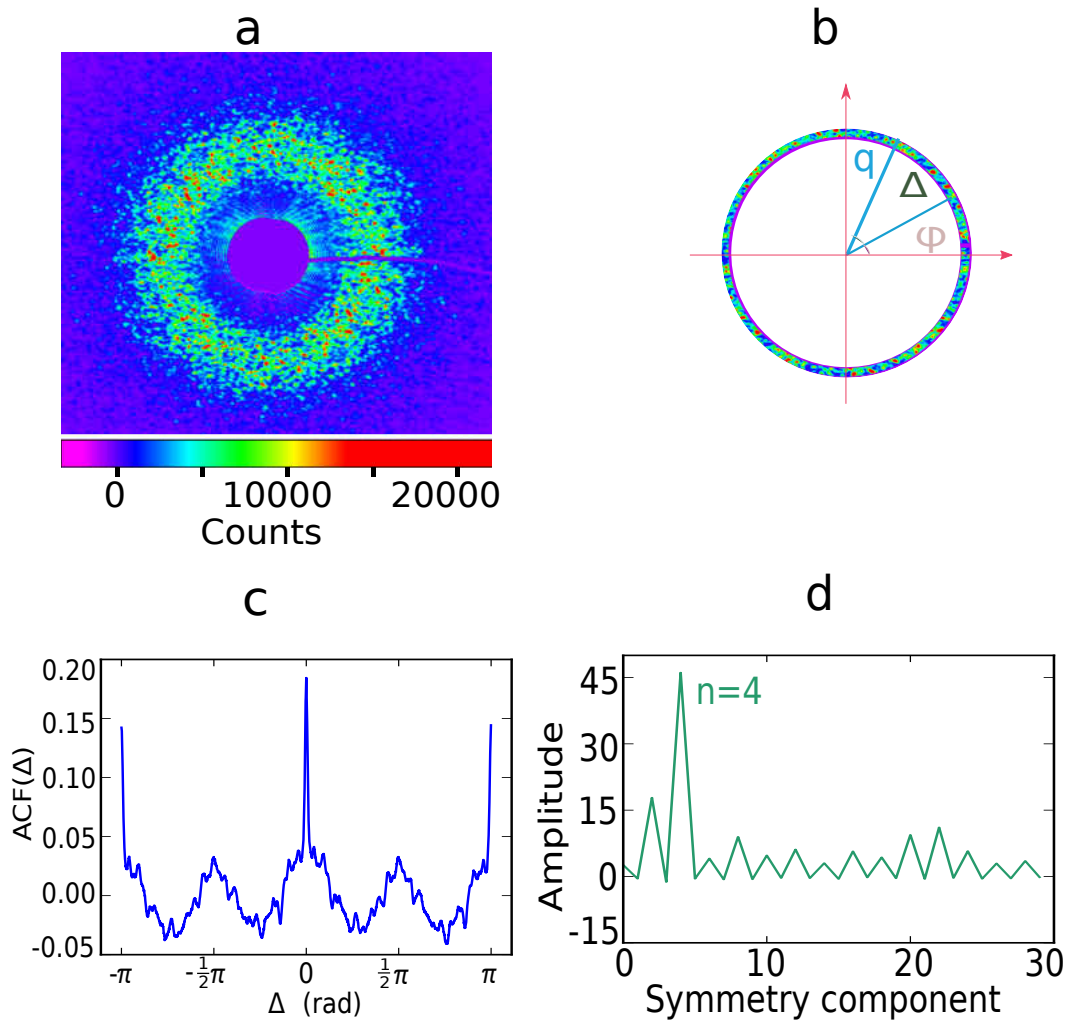 a
b
q
Δ
φ
0 10000 20000
Counts
c
d
0.20
0.15
0.10
0.05
0.00
-0.05
ACF(Δ)
-π -½π 0 ½π π
Δ (rad)
n=4
45
30
15
0
-15
Amplitude
0 10 20 30
Symmetry component